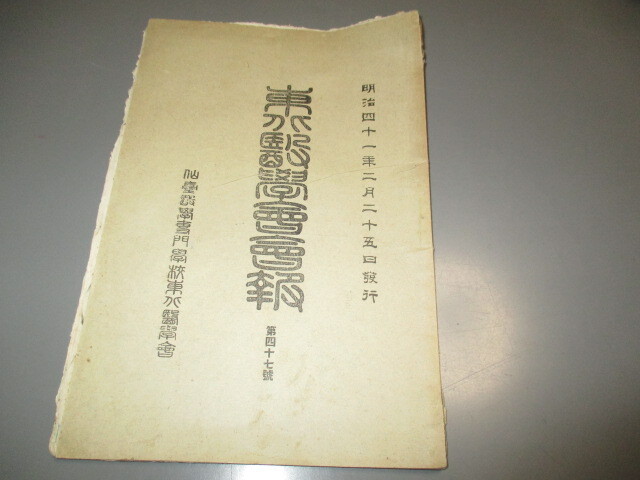 明治四十一年二月二十五日發行
東北醫學會會報
第四十七號
仙臺醫學專門學校東北醫學會